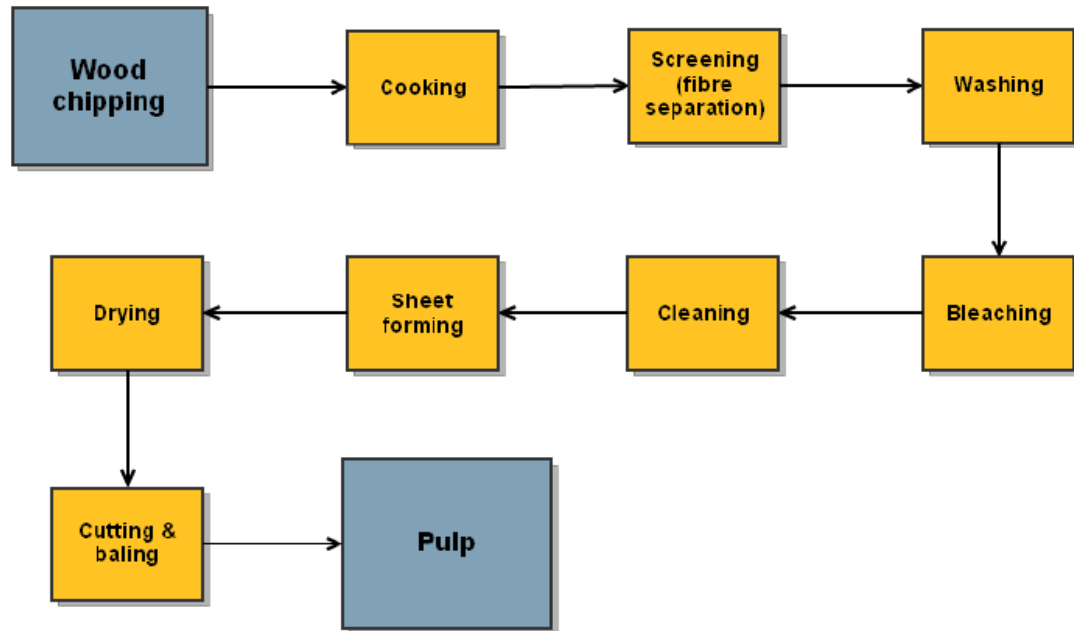 Wood
chipping
Cooking
Screening
(fibre
separation)
Washing
Drying
Sheet
forming
Cleaning
Bleaching
Cutting &
baling
Pulp